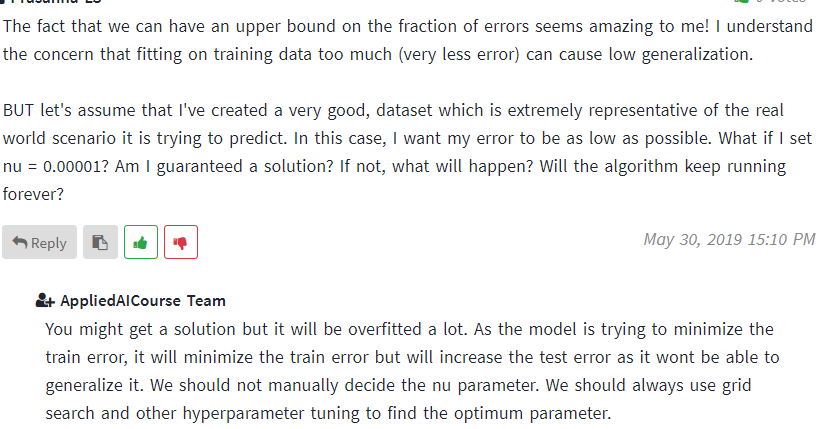 The fact that we can have an upper bound on the fraction of errors seems amazing to me! I understand
the concern that fitting on training data too much (very less error) can cause low generalization.
BUT let's assume that I've created a very good, dataset which is extremely representative of the real
world scenario it is trying to predict. In this case, I want my error to be as low as possible. What if I set
nu = 0.00001? Am I guaranteed a solution? If not, what will happen? Will the algorithm keep running
forever?
Reply
May 30, 2019 15:10 PM
AppliedAICourse Team
You might get a solution but it will be overfitted a lot. As the model is trying to minimize the
train error, it will minimize the train error but will increase the test error as it wont be able to
generalize it. We should not manually decide the nu parameter. We should always use grid
search and other hyperparameter tuning to find the optimum parameter.